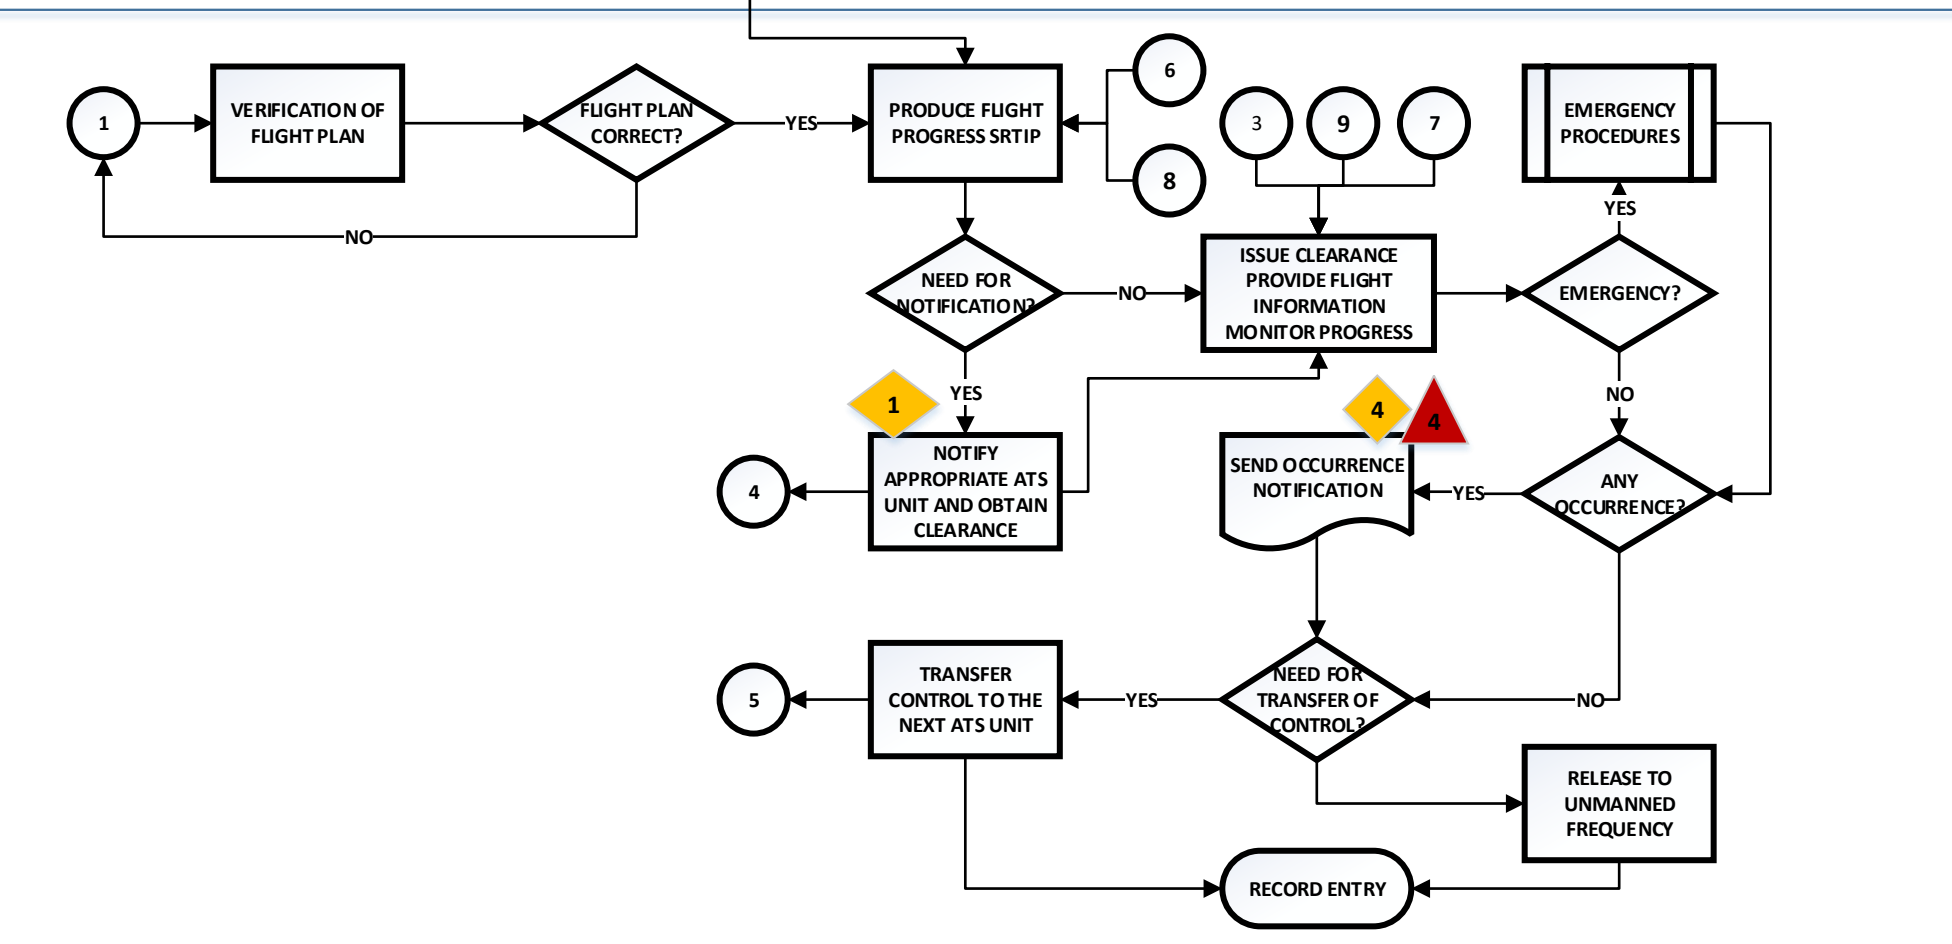 1
VERIFICATION OF
FLIGHT PLAN
FLIGHT PLAN
CORRECT?
YES
NO
PRODUCE FLIGHT
PROGRESS SRTIP
6
8
3
9
7
EMERGENCY
PROCEDURES
YES
NEED FOR
NOTIFICATION?
NO
ISSUE CLEARANCE
PROVIDE FLIGHT
INFORMATION
MONITOR PROGRESS
EMERGENCY?
YES
NO
1
4
4
NOTIFY
APPROPRIATE ATS
UNIT AND OBTAIN
CLEARANCE
4
SEND OCCURRENCE
NOTIFICATION
YES
ANY
OCCURRENCE?
5
TRANSFER
CONTROL TO THE
NEXT ATS UNIT
YES
NEED FOR
TRANSFER OF
CONTROL?
NO
RELEASE TO
UNMANNED
FREQUENCY
RECORD ENTRY